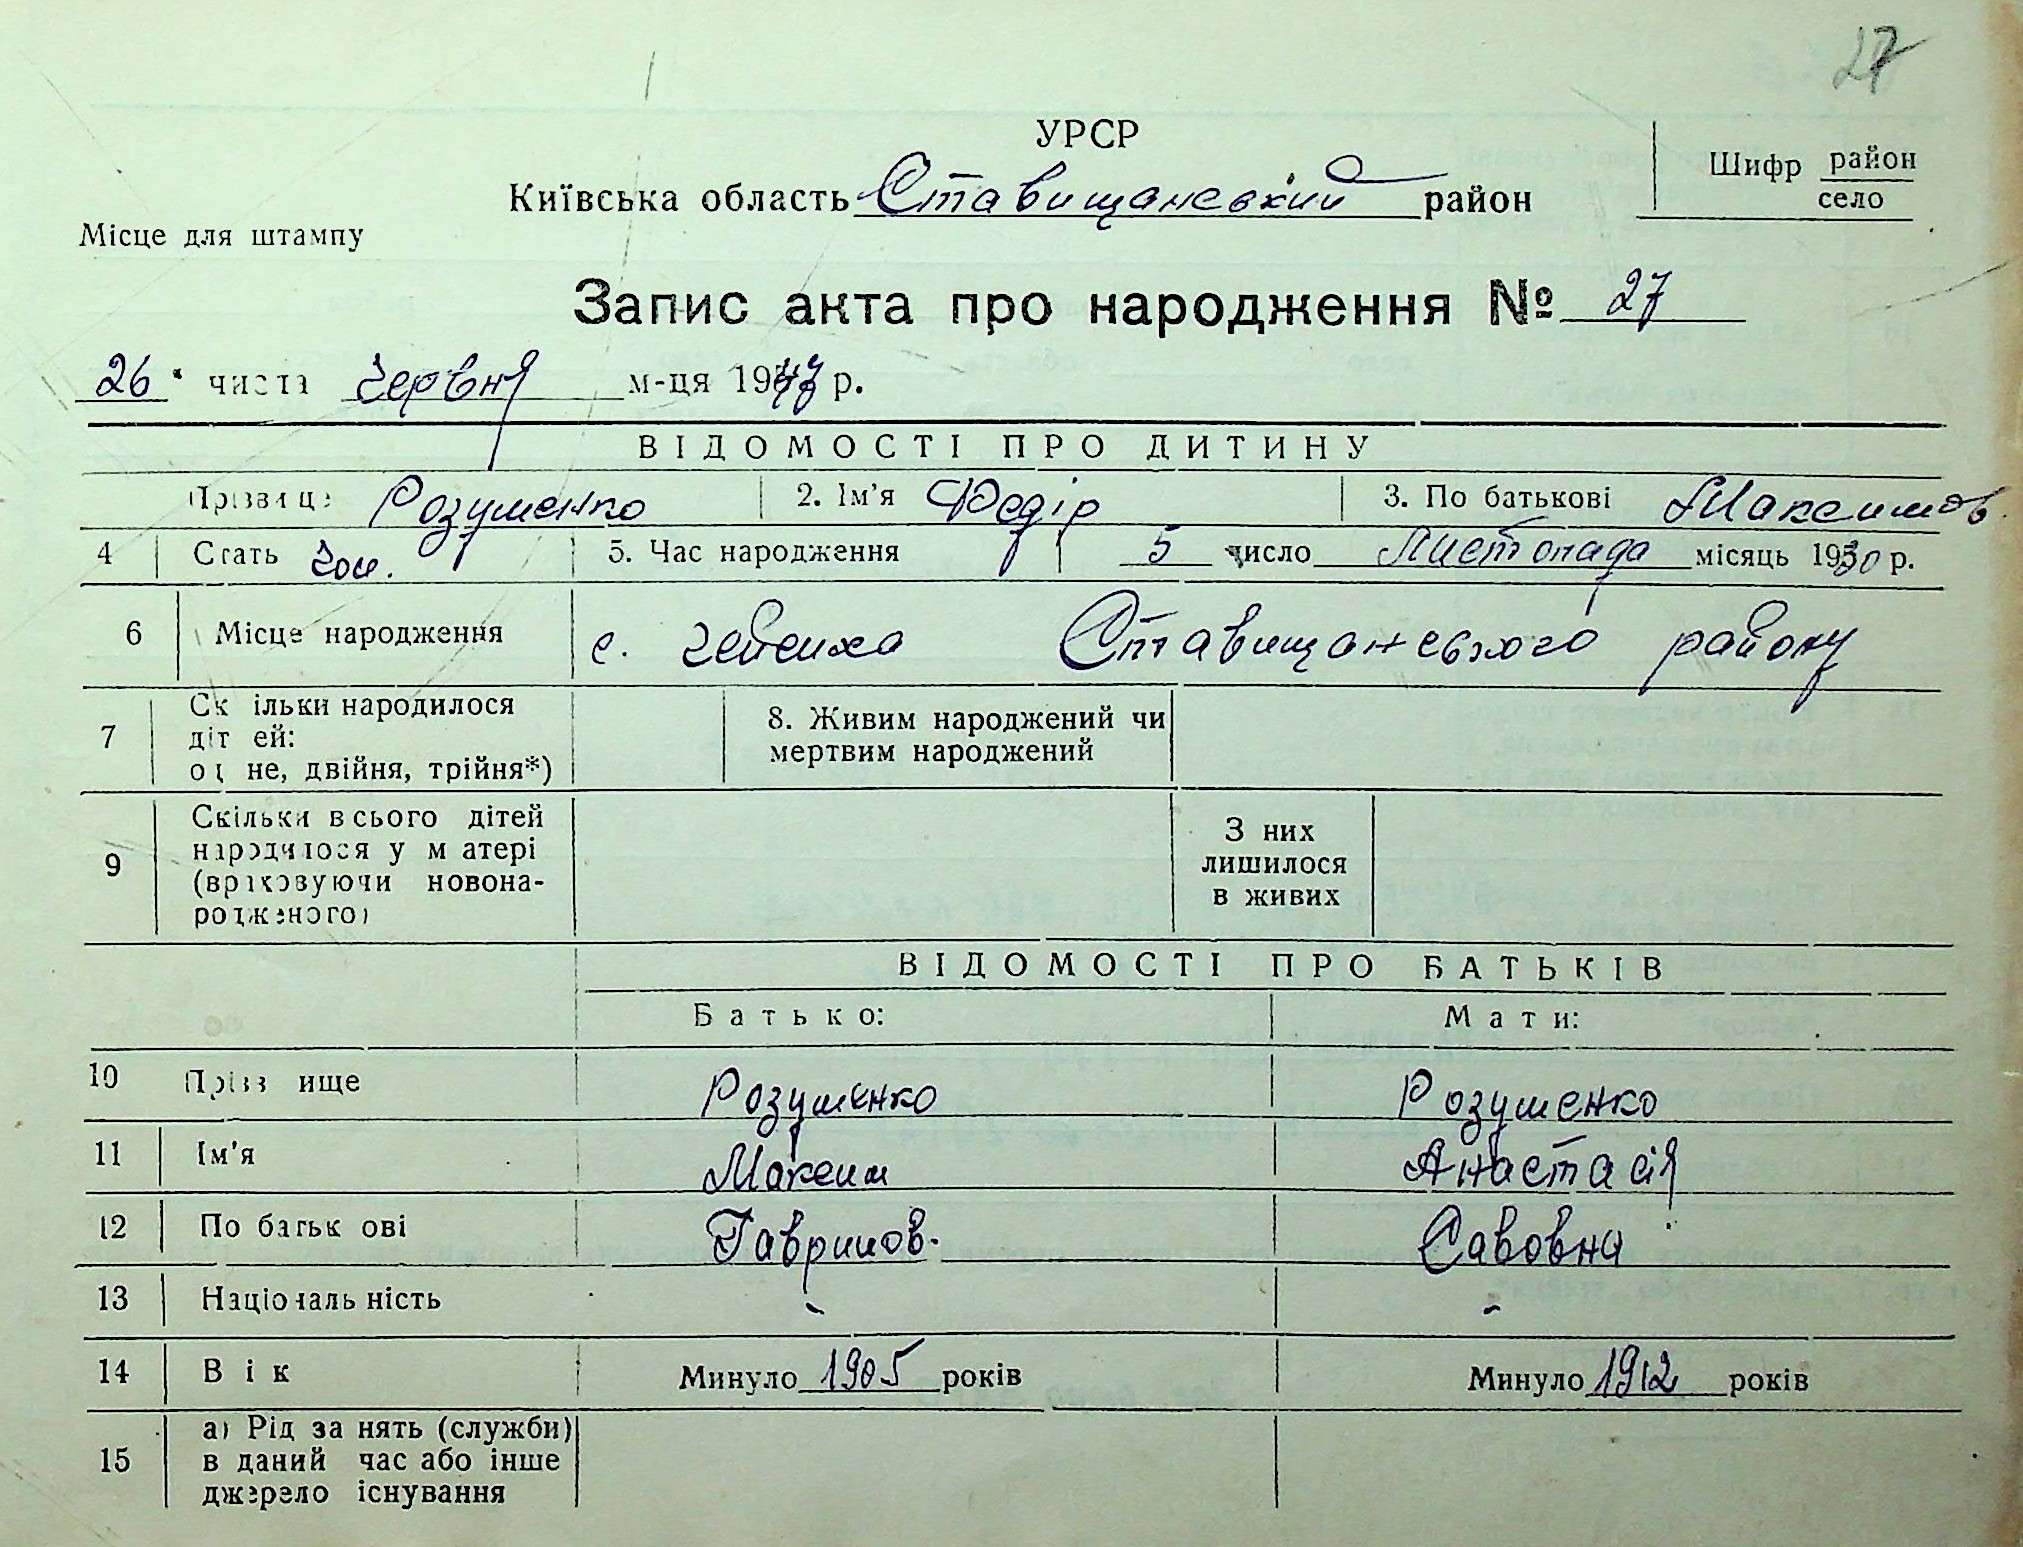 27
УРСР
Київська область Ставищанський район
Шифр район
село
Місце для штампу
Запис акта про народження № 27
26 числа Червня м-ця 1947 р.
ВІДОМОСТІ ПРО ДИТИНУ
Прізвище Розуменко 2. Ім'я Федір 3. По батькові Максимов
4 Стать Чол. 5. Час народження 5 число Листопада місяць 1930 р.
6 Місце народження с. Ставищанського району
7 Скільки народилося дітей: одне, двійня, трійня*) 8. Живим народжений чи мертвим народжений
9 Скільки всього дітей народилося у матері (враховуючи новонародженого) З них лишилося в живих
ВІДОМОСТІ ПРО БАТЬКІВ
Батько: Мати:
10 Прізвище Розуменко Розуменко
11 Ім'я Максим Анастасія
12 По батькові Гаврилов. Савовна
13 Національність - -
14 Вік Минуло 1905 років Минуло 1912 років
15 а) Рід занять (служби) в даний час або інше джерело існування